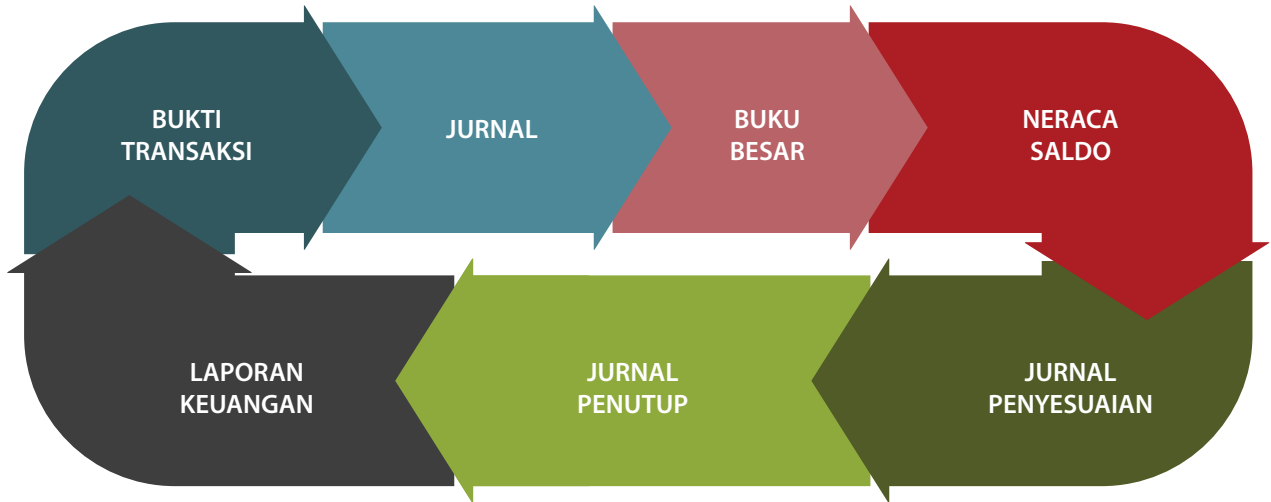 BUKTI
TRANSAKSI
JURNAL
BUKU
BESAR
NERACA
SALDO
JURNAL
PENYESUAIAN
JURNAL
PENUTUP
LAPORAN
KEUANGAN